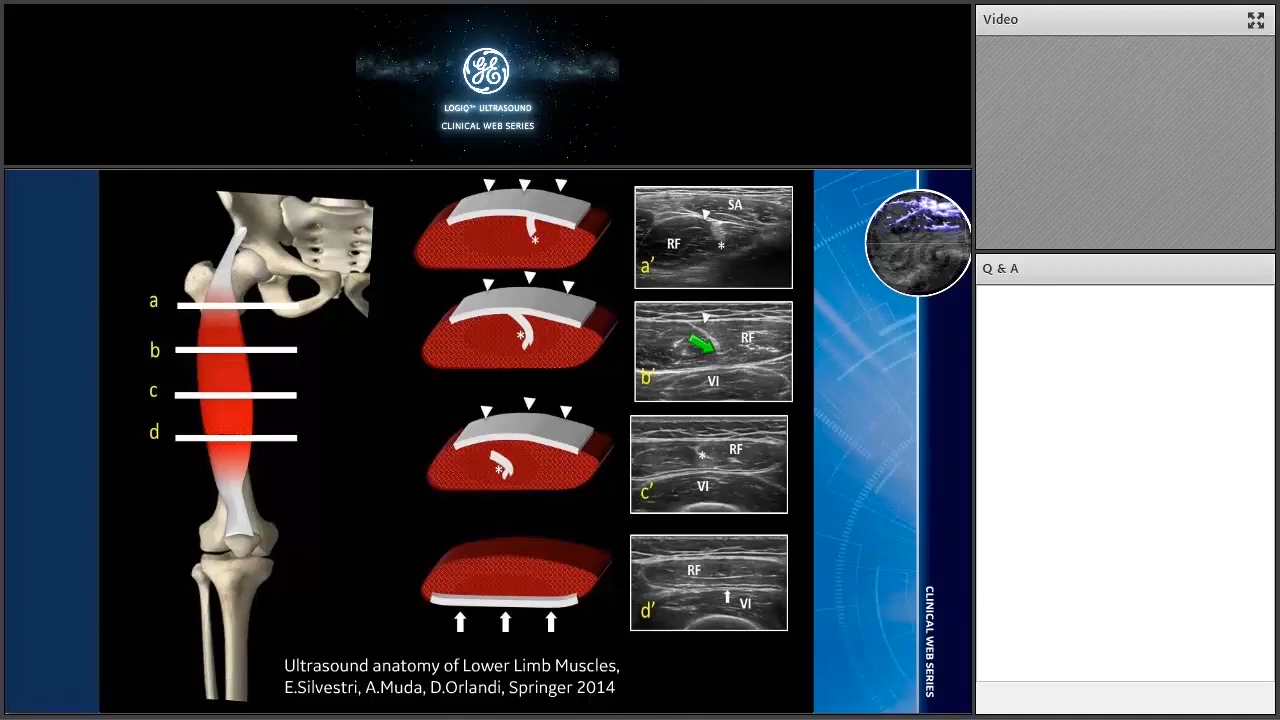 Video
LOGIQ™ ULTRASOUND
CLINICAL WEB SERIES
Q & A
SA
RF
*
*
a'
a
b
c
d
RF
*
b'
VI
RF
*
*
VI
c'
RF
VI
d'
CLINICAL WEB SERIES
Ultrasound anatomy of Lower Limb Muscles,
E.Silvestri, A.Muda, D.Orlandi, Springer 2014